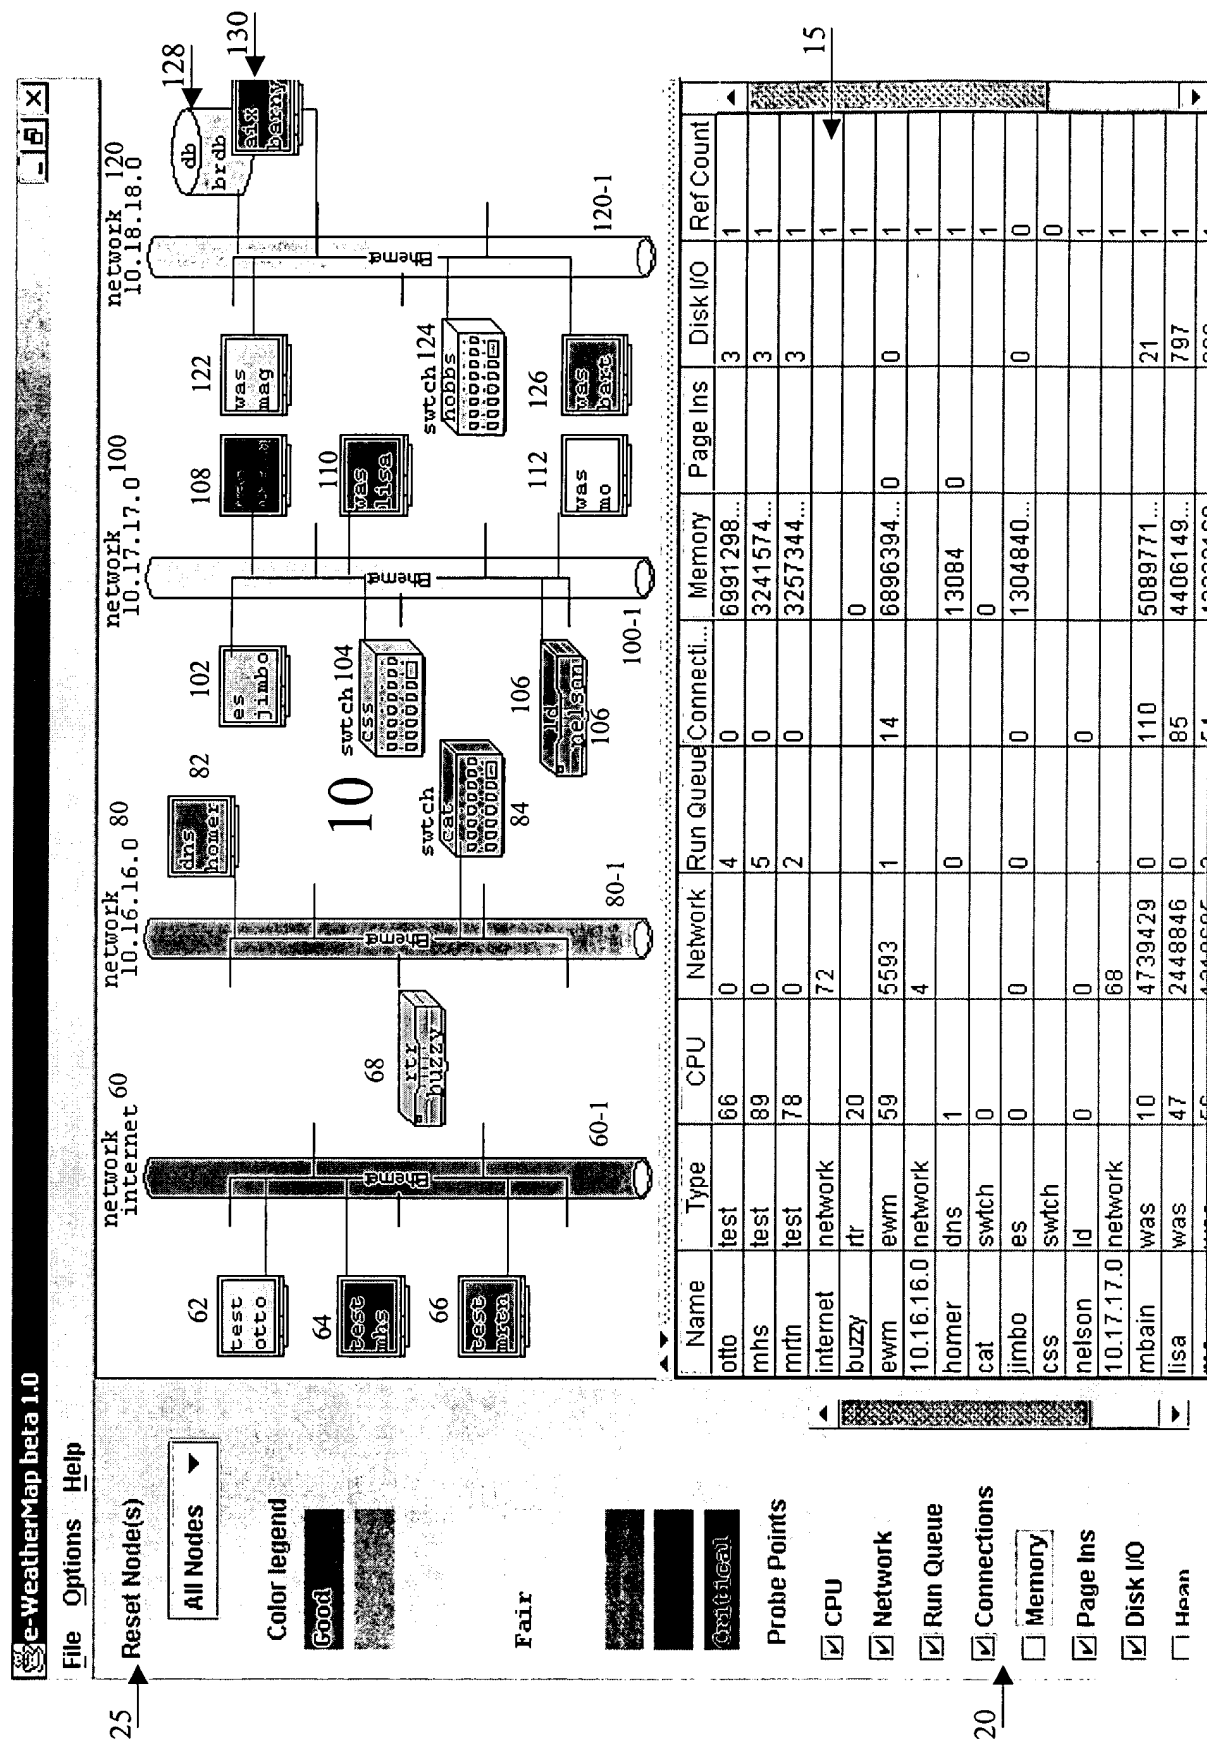 e-WeatherMap beta 1.0
File Options Help
25
Reset Node(s)
All Nodes
Color legend
Good
Fair
Critical
Probe Points
CPU
Network
Run Queue
Connections
20
Memory
Page Ins
Disk I/O
Heap
network
internet 60
network
10.16.16.0 80
network
10.17.17.0 100
network
10.18.18.0 120
128
130
62
test
otto
64
test
mhs
66
test
mrtn
Ethernet
60-1
68
rtr
buzzy
Ethernet
80-1
82
dns
homer
swtch
cat
84
10
102
es
jimbo
swtch 104
css
106
ld
nelson
106
Ethernet
100-1
108
was
110
was
lisa
112
was
mo
122
was
mag
swtch 124
hobbs
126
was
bart
Ethernet
120-1
db
brdb
aix
barny
15
Name Type CPU Network Run Queue Connecti... Memory Page Ins Disk I/O Ref Count
otto test 66 0 4 0 6991298... 3 1
mhs test 89 0 5 0 3241574... 3 1
mrtn test 78 0 2 0 3257344... 3 1
internet network 72 1
buzzy rtr 20 0 1
ewm ewm 59 5593 1 14 6896394... 0 0 1
10.16.16.0 network 4 1
homer dns 1 0 13084 0 1
cat swtch 0 0 1
jimbo es 0 0 0 0 1304840... 0 0
css swtch 0
nelson ld 0 0 0 1
10.17.17.0 network 68 1
mbain was 10 4739429 0 110 5089771... 21 1
lisa was 47 2448846 0 85 4406149... 797 1